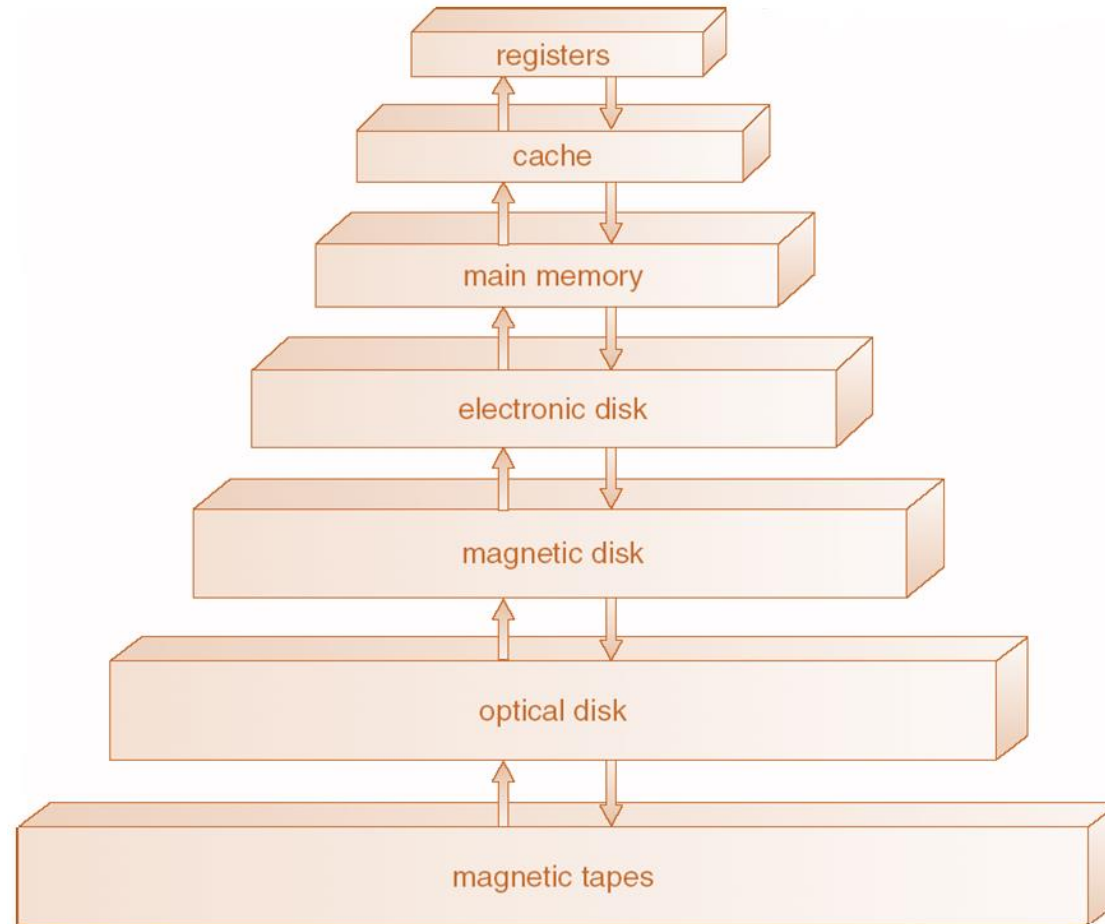 registers
cache
main memory
electronic disk
magnetic disk
optical disk
magnetic tapes